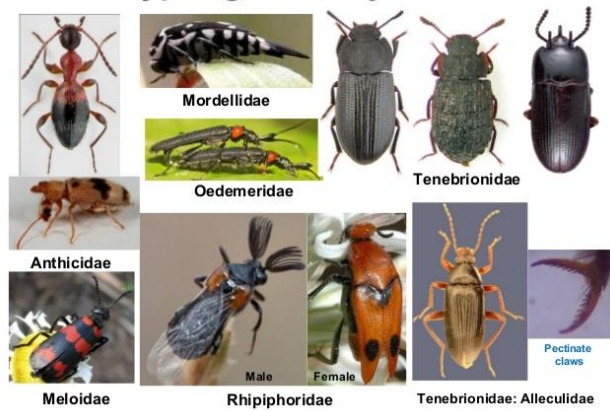 Mordellidae
Oedemeridae
Tenebrionidae
Anthicidae
Pectinate
claws
Male
Female
Meloidae
Rhipiphoridae
Tenebrionidae: Alleculidae